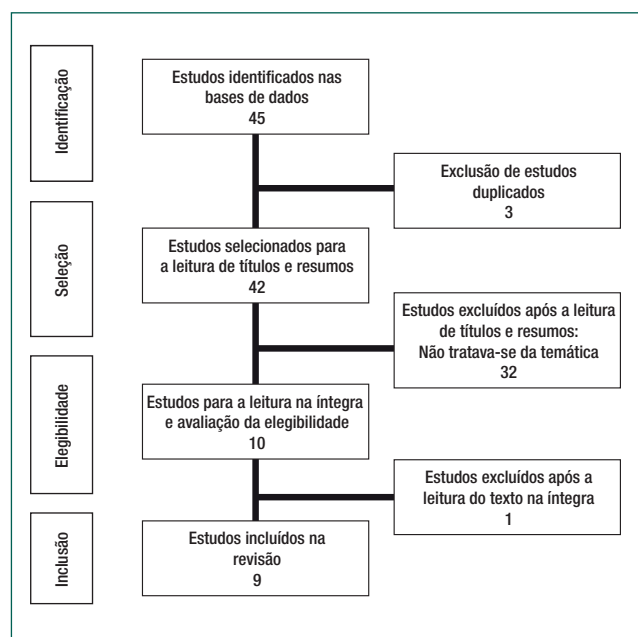 Identificação
Estudos identificados nas
bases de dados
45
Exclusão de estudos
duplicados
3
Seleção
Estudos selecionados para
a leitura de títulos e resumos
42
Estudos excluídos após a leitura
de títulos e resumos:
Não tratava-se da temática
32
Elegibilidade
Estudos para a leitura na íntegra
e avaliação da elegibilidade
10
Estudos excluídos após a
leitura do texto na íntegra
1
Inclusão
Estudos incluídos na
revisão
9